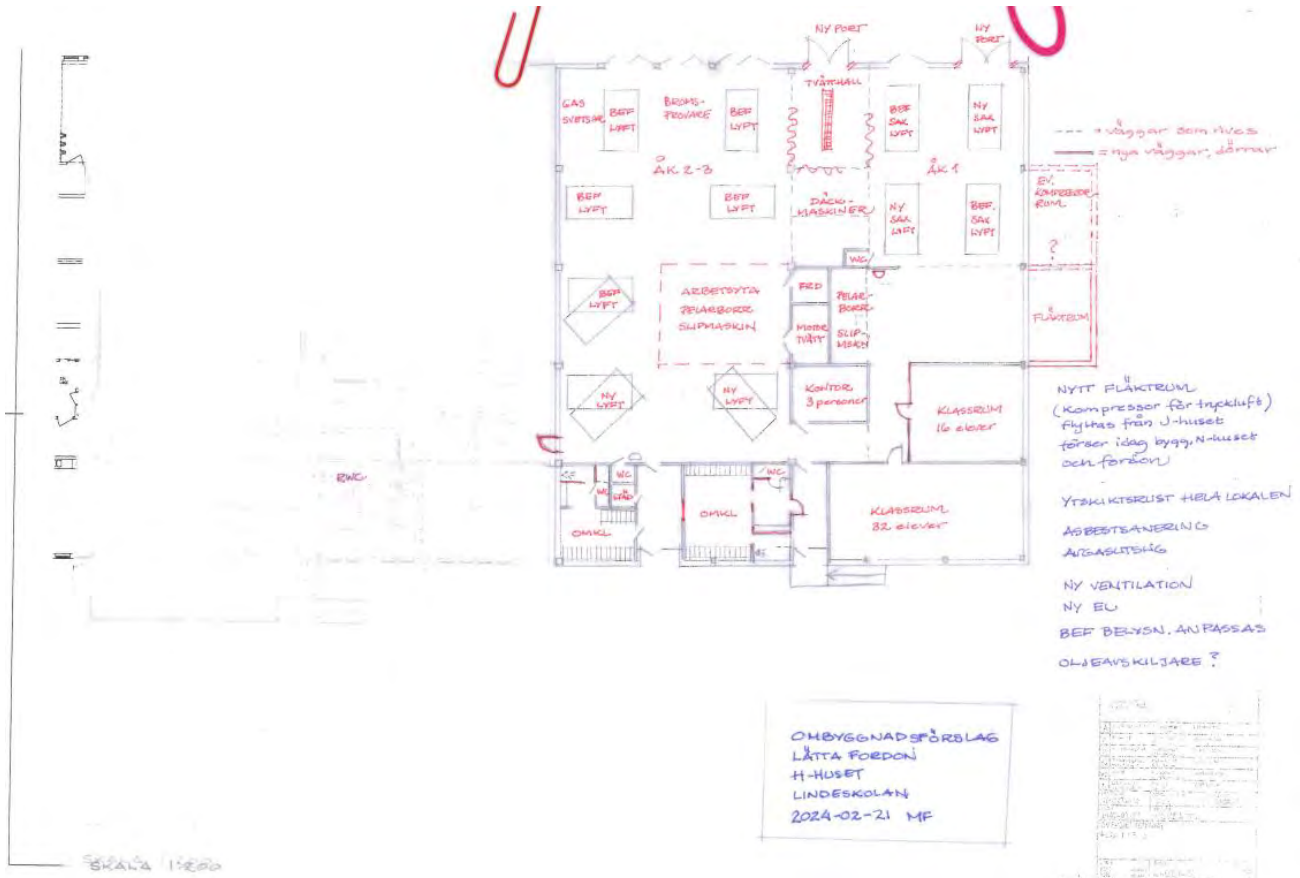 NY PORT
NY
PORT
TVÄTTHALL
GAS
SVETSAR
BEF
LYFT
BROMS-
PROVARE
BEF
LYFT
BEF
SAX
LYFT
NY
SAX
LYFT
= väggar som rives
= nya väggar, dörrar
ÅK 2-3
ÅK 1
BEF
LYFT
BEF
LYFT
DÄCK-
MASKINER
NY
SAX
LYFT
BEF.
SAX
LYFT
EV.
KOMPRESSOR
RUM
?
WC
BEF
LYFT
ARBETSYTA
PELARBORR
SLIPMASKIN
FRD
PELAR-
BORR
SLIP-
MASKIN
MOTOR
TVÄTT
FLÄKTRUM
NY
LYFT
NY
LYFT
KONTOR
3 personer
KLASSRUM
16 elever
NYTT FLÄKTRUM
(Kompressor för tryckluft)
flyttas från J-huset
förser idag bygg, N-huset
och fordon
RWC
WC
WC
STÄD
WC
OMKL
OMKL
KLASSRUM
32 elever
YTSKIKTSRUST HELA LOKALEN
ASBESTSANERING
AVGASUTSUG
NY VENTILATION
NY EL
BEF BELYSN. ANPASSAS
OLJEAVSKILJARE ?
OMBYGGNADSFÖRSLAG
LÄTTA FORDON
H-HUSET
LINDESKOLAN
2024-02-21 MF
SKALA 1:200